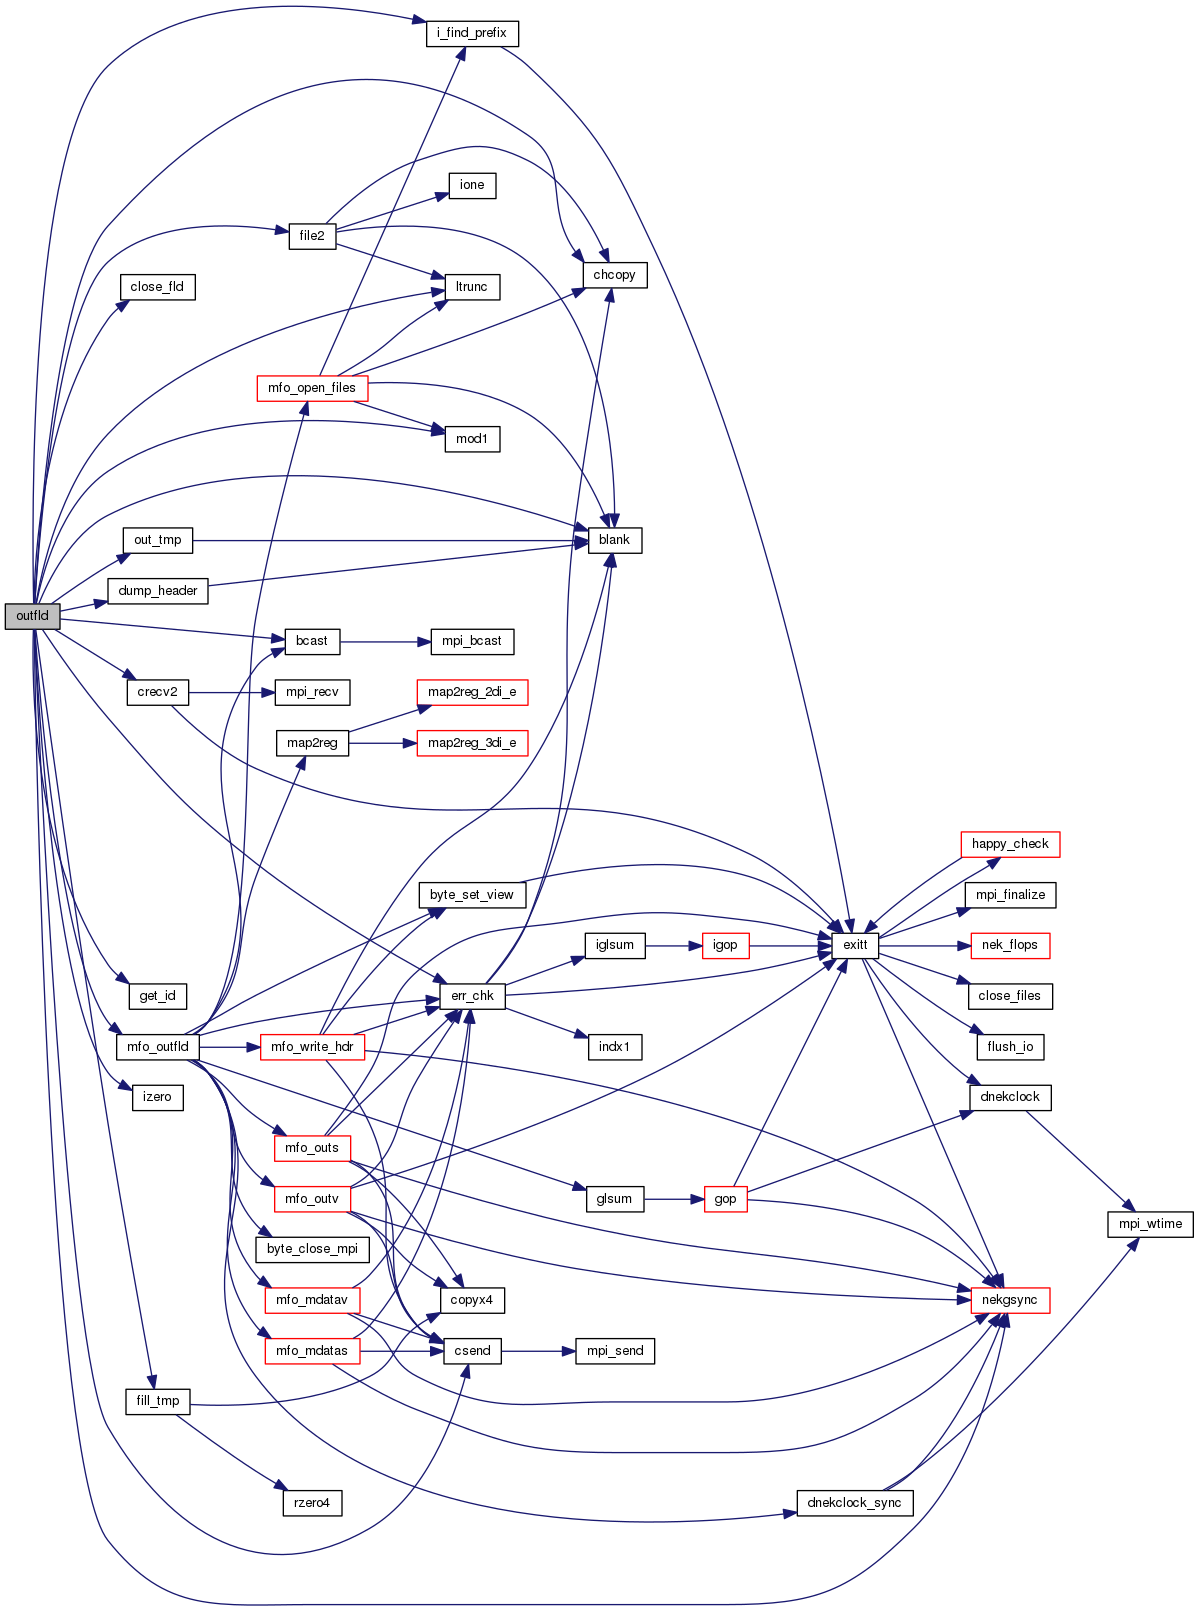 i_find_prefix
ione
file2
chcopy
close_fld
ltrunc
mfo_open_files
mod1
out_tmp
blank
dump_header
outfld
bcast
mpi_bcast
crecv2
mpi_recv
map2reg_2di_e
map2reg
map2reg_3di_e
happy_check
byte_set_view
mpi_finalize
iglsum
igop
exitt
nek_flops
get_id
err_chk
close_files
mfo_outfld
mfo_write_hdr
indx1
flush_io
izero
dnekclock
mfo_outs
mfo_outv
glsum
gop
mpi_wtime
byte_close_mpi
mfo_mdatav
copyx4
nekgsync
mfo_mdatas
csend
mpi_send
fill_tmp
rzero4
dnekclock_sync